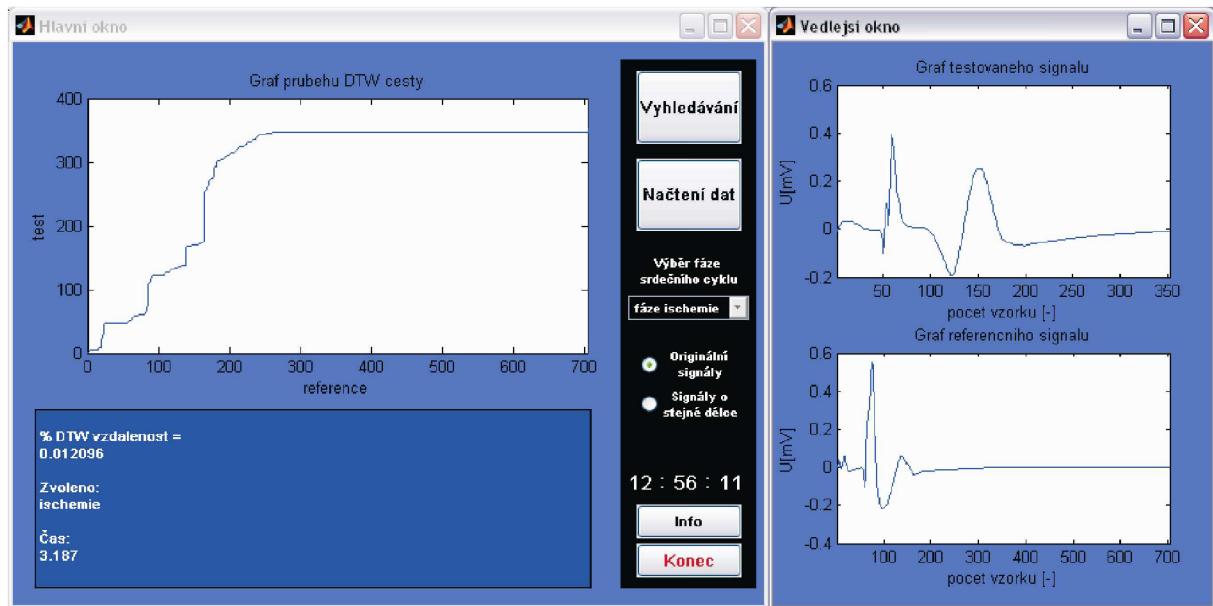 Hlavní okno
Graf prubehu DTW cesty
400
300
200
100
0
test
0 100 200 300 400 500 600 700
reference
% DTW vzdalenost =
0.012096
Zvoleno:
ischemie
Čas:
3.187
Vyhledávání
Načtení dat
Výběr fáze
srdečního cyklu
fáze ischemie
Originální
signály
Signály o
stejné délce
12 : 56 : 11
Info
Konec
Vedlejsi okno
Graf testovaneho signalu
0.6
0.4
0.2
0
-0.2
U[mV]
50 100 150 200 250 300 350
pocet vzorku [-]
Graf referencniho signalu
0.6
0.4
0.2
0
-0.2
-0.4
U[mV]
100 200 300 400 500 600 700
pocet vzorku [-]